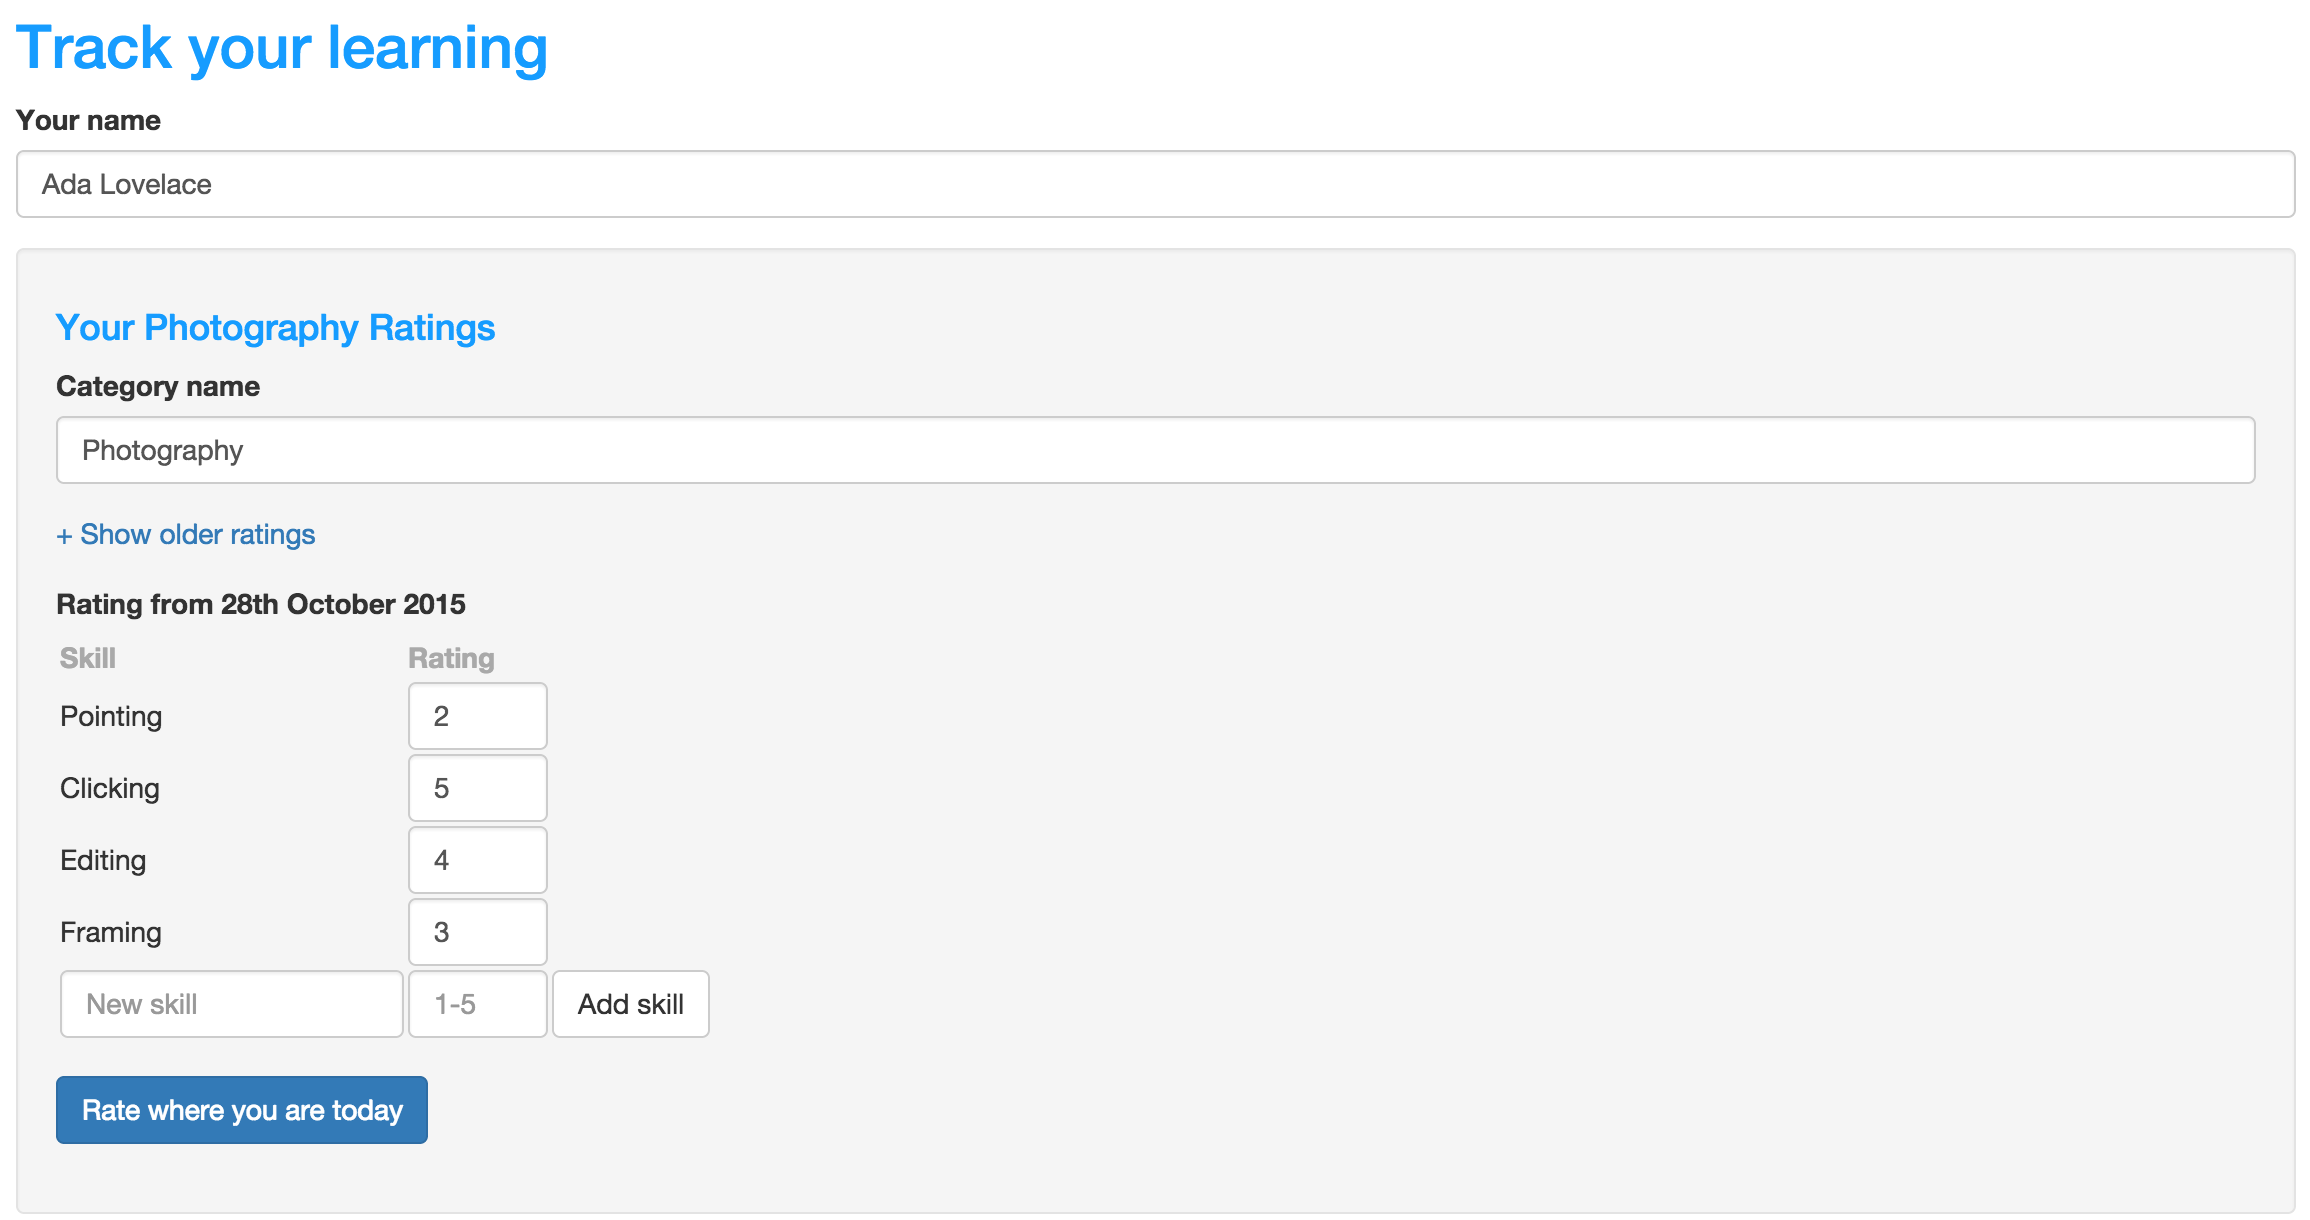 Track your learning
Your name
Ada Lovelace
Your Photography Ratings
Category name
Photography
+ Show older ratings
Rating from 28th October 2015
Skill Rating
Pointing 2
Clicking 5
Editing 4
Framing 3
New skill 1-5 Add skill
Rate where you are today